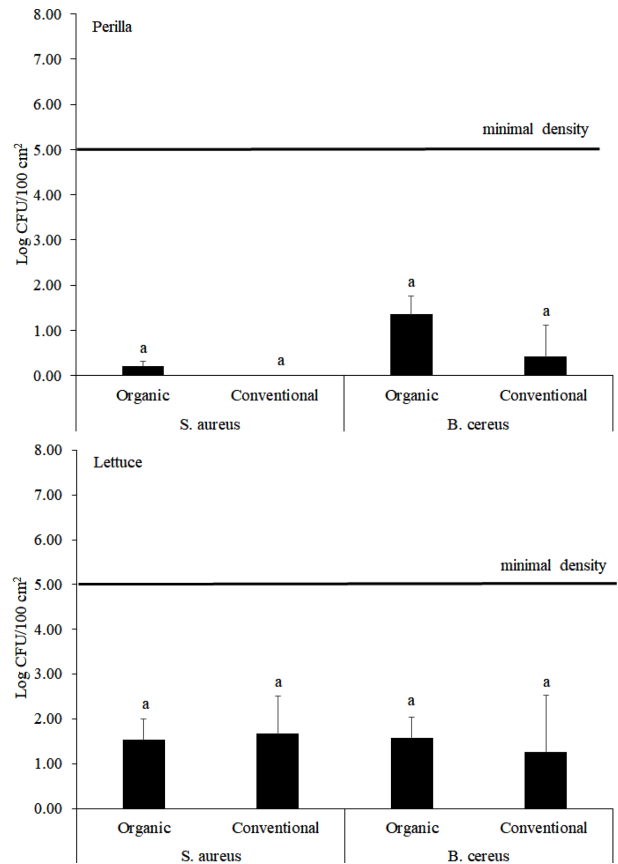 8.00
Perilla
7.00
6.00
minimal density
5.00
4.00
3.00
2.00
1.00
0.00
Log CFU/100 cm²
a
a
a
a
Organic Conventional Organic Conventional
S. aureus B. cereus
8.00
Lettuce
7.00
6.00
minimal density
5.00
4.00
3.00
2.00
1.00
0.00
Log CFU/100 cm²
a
a
a
a
Organic Conventional Organic Conventional
S. aureus B. cereus